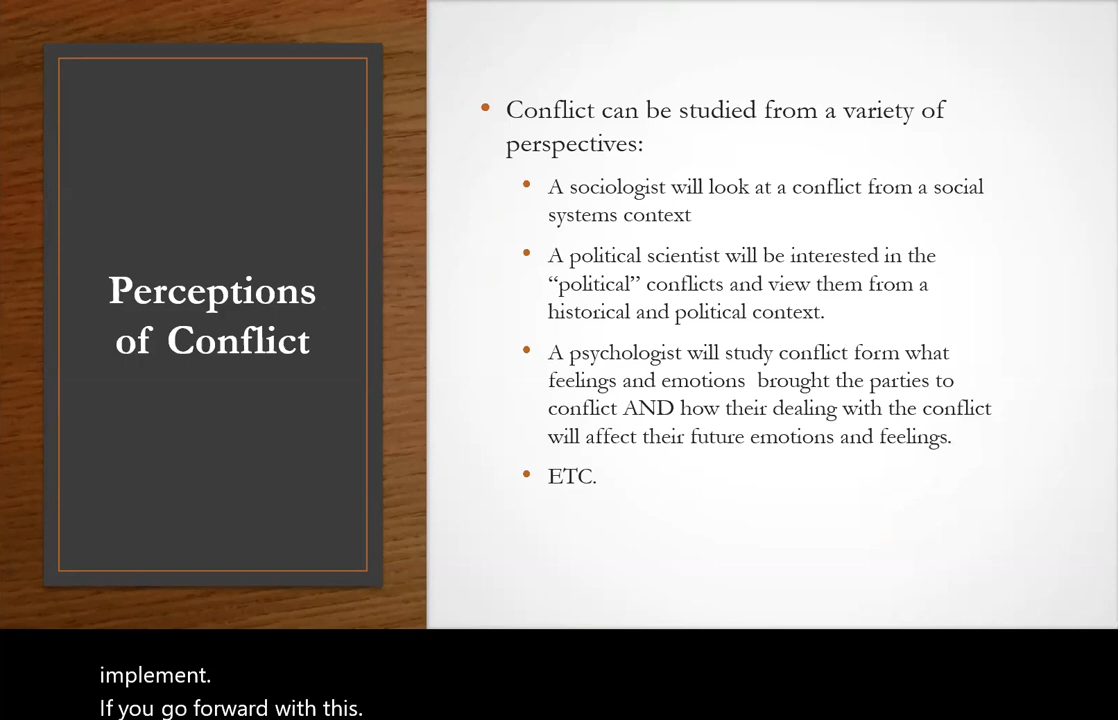 Perceptions
of Conflict
• Conflict can be studied from a variety of
perspectives:
• A sociologist will look at a conflict from a social
systems context
• A political scientist will be interested in the
“political” conflicts and view them from a
historical and political context.
• A psychologist will study conflict form what
feelings and emotions  brought the parties to
conflict AND how their dealing with the conflict
will affect their future emotions and feelings.
• ETC.
implement.
If you go forward with this.